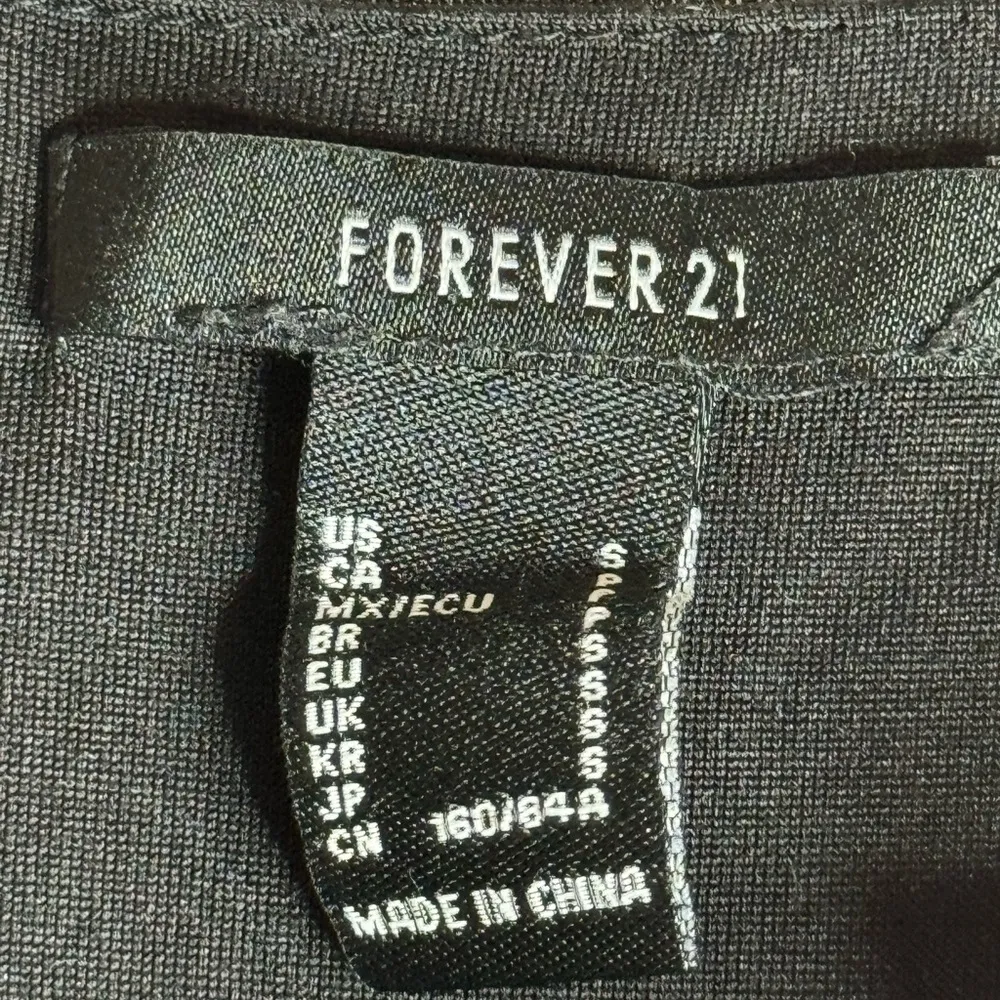 FOREVER 21
US S
CA P
MX/ECU
BR P
EU S
UK S
KR S
JP S
CN 160/84A
MADE IN CHINA